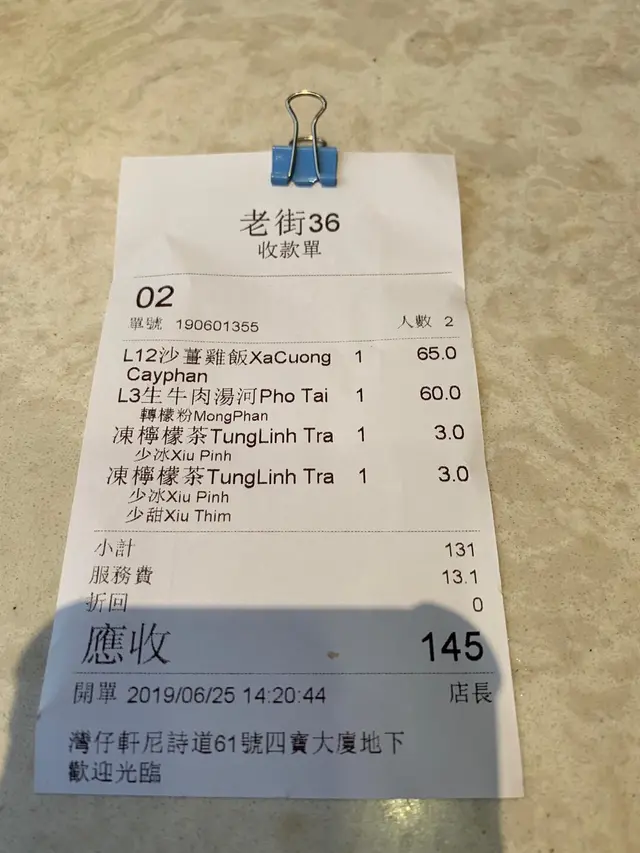 老街36
收款單
02
單號 190601355 人數 2
L12沙薑雞飯XaCuong 1 65.0
Cayphan
L3生牛肉湯河Pho Tai 1 60.0
轉檬粉MongPhan
凍檸檬茶TungLinh Tra 1 3.0
少冰Xiu Pinh
凍檸檬茶TungLinh Tra 1 3.0
少冰Xiu Pinh
少甜Xiu Thim
小計 131
服務費 13.1
折回 0
應收 145
開單 2019/06/25 14:20:44 店長
灣仔軒尼詩道61號四寶大廈地下
歡迎光臨